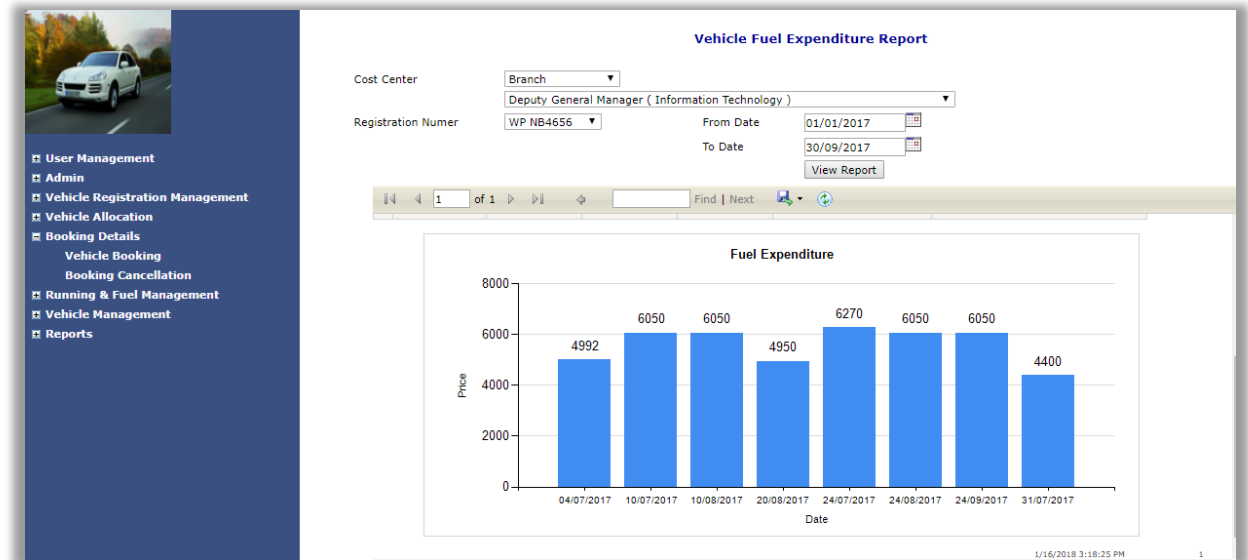 Vehicle Fuel Expenditure Report
Cost Center
Branch
Deputy General Manager ( Information Technology )
Registration Numer
WP NB4656
From Date
01/01/2017
To Date
30/09/2017
View Report
User Management
Admin
Vehicle Registration Management
Vehicle Allocation
Booking Details
Vehicle Booking
Booking Cancellation
Running & Fuel Management
Vehicle Management
Reports
1 of 1 Find | Next
Fuel Expenditure
8000
6000
4000
2000
0
Price
4992 6050 6050 4950 6270 6050 6050 4400
04/07/2017 10/07/2017 10/08/2017 20/08/2017 24/07/2017 24/08/2017 24/09/2017 31/07/2017
Date
1/16/2018 3:18:25 PM 1